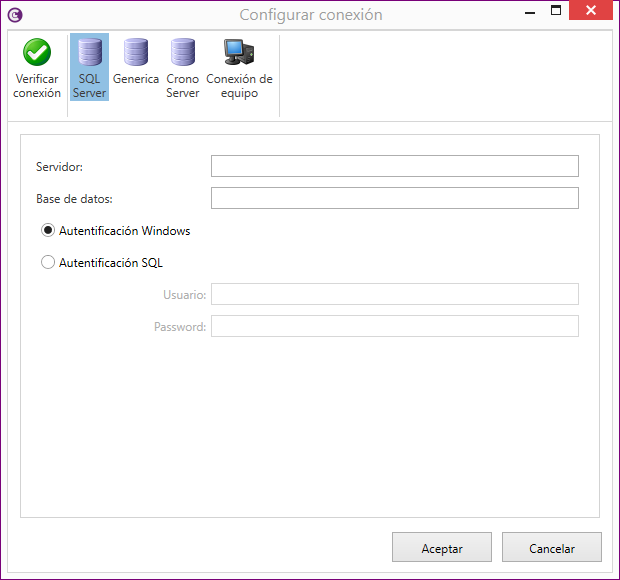 Configurar conexión
Verificar
conexión
SQL
Server
Generica
Crono
Server
Conexión de
equipo
Servidor:
Base de datos:
Autentificación Windows
Autentificación SQL
Usuario:
Password:
Aceptar
Cancelar